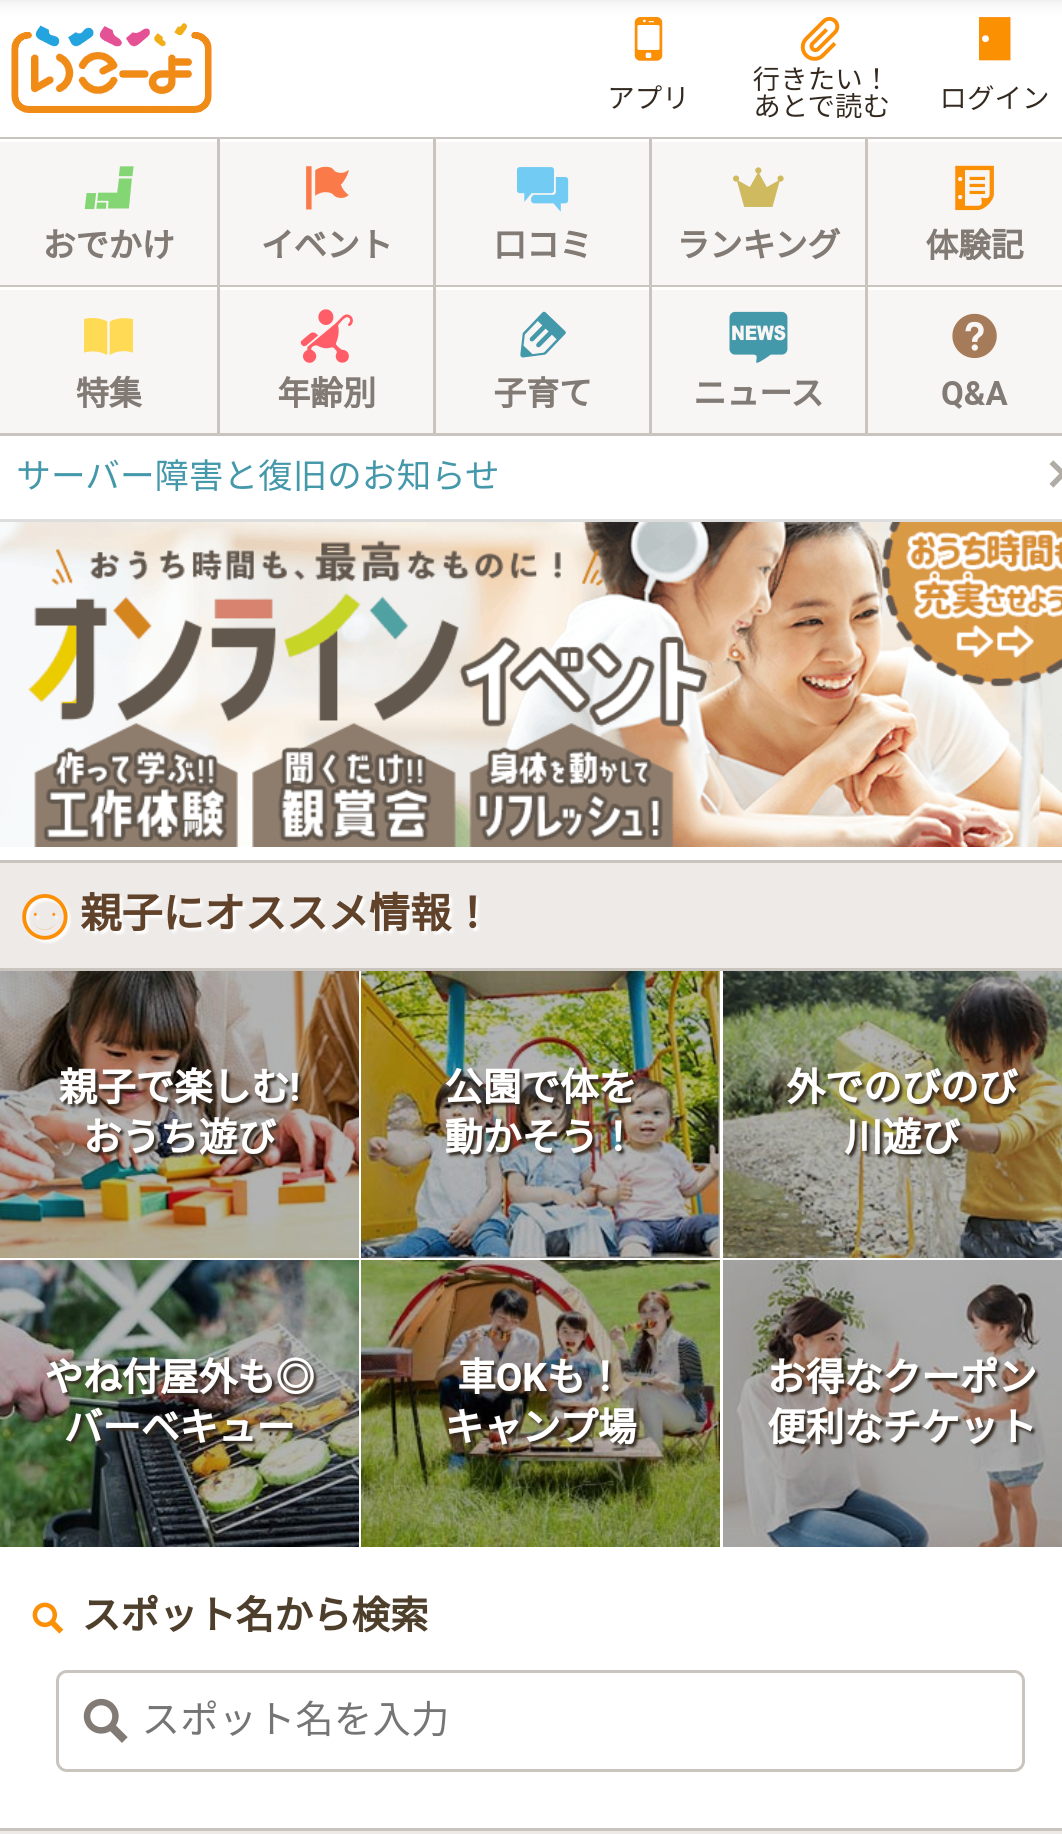 いこーよ
アプリ
行きたい！
あとで読む
ログイン
おでかけ
イベント
口コミ
ランキング
体験記
NEWS
特集
年齢別
子育て
ニュース
Q&A
サーバー障害と復旧のお知らせ
おうち時間も、最高なものに！
オンラインイベント
作って学ぶ!!
工作体験
聞くだけ!!
観賞会
身体を動かして
リフレッシュ!
おうち時間も
充実させよう
親子にオススメ情報！
親子で楽しむ!
おうち遊び
公園で体を
動かそう！
外でのびのび
川遊び
やね付屋外も◎
バーベキュー
車OKも！
キャンプ場
お得なクーポン
便利なチケット
スポット名から検索
スポット名を入力